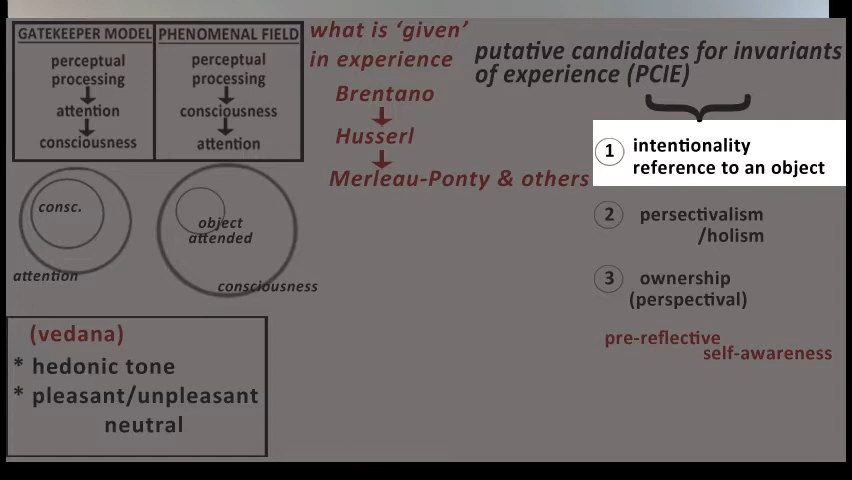 GATEKEEPER MODEL
perceptual
processing
attention
consciousness
PHENOMENAL FIELD
perceptual
processing
consciousness
attention
consc.
attention
object
attended
consciousness
(vedana)
* hedonic tone
* pleasant/unpleasant
neutral
what is ‘given’
in experience
Brentano
Husserl
Merleau-Ponty & others
putative candidates for invariants
of experience (PCIE)
1 intentionality
reference to an object
2 persectivalism
/holism
3 ownership
(perspectival)
pre-reflective
self-awareness